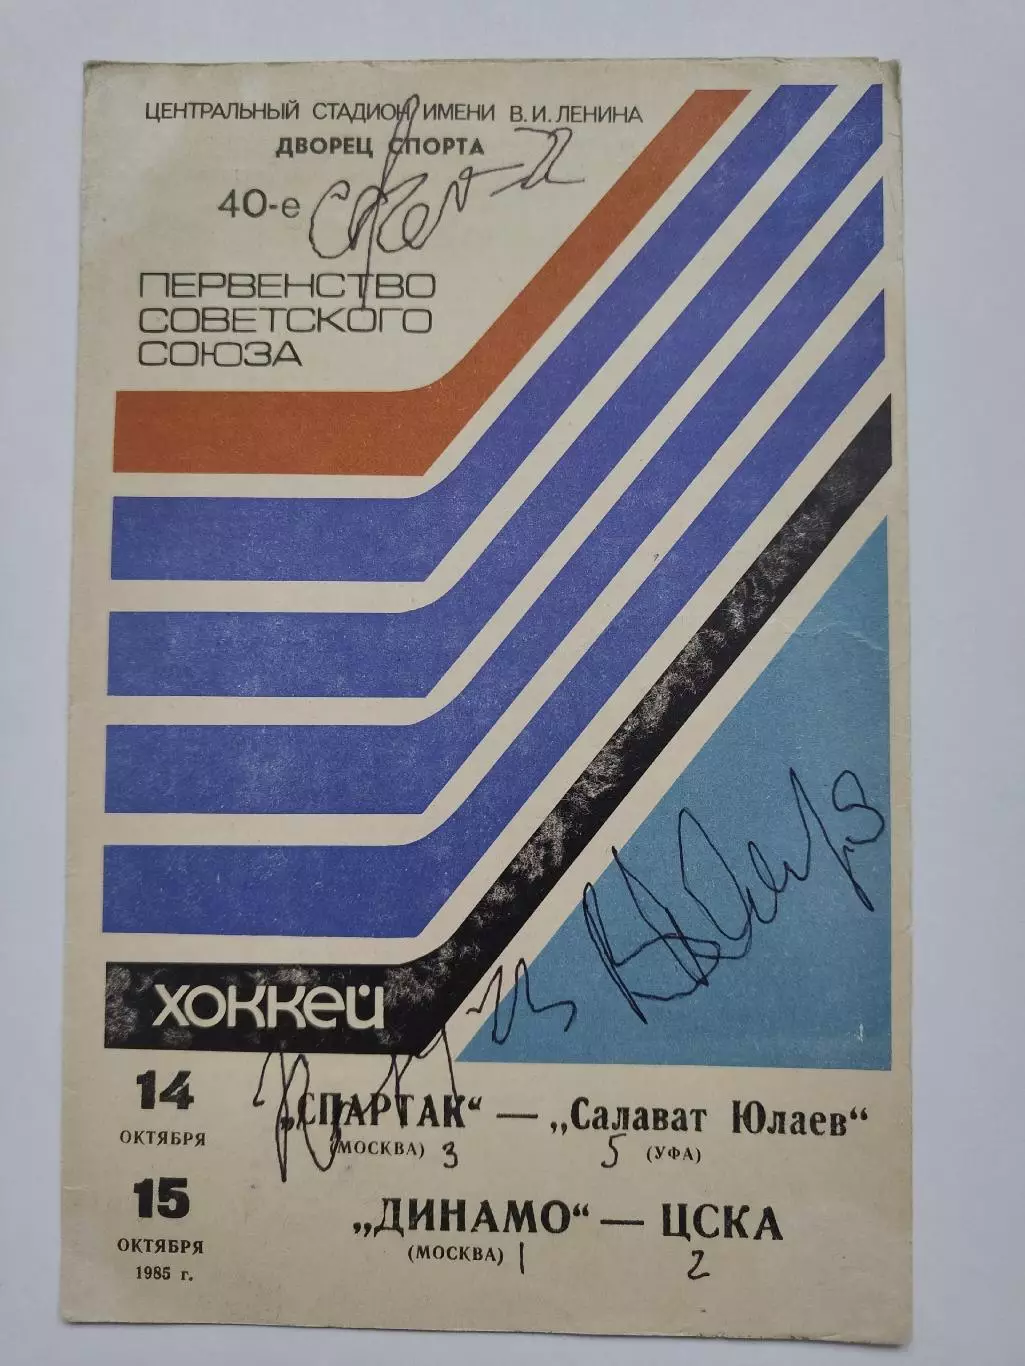 ЦЕНТРАЛЬНЫЙ СТАДИОН ИМЕНИ В.И. ЛЕНИНА
ДВОРЕЦ СПОРТА
40-е
ПЕРВЕНСТВО
СОВЕТСКОГО
СОЮЗА
ХОККЕЙ
14 „СПАРТАК“ — „Салават Юлаев“
ОКТЯБРЯ (МОСКВА) 3 5 (УФА)
15 „ДИНАМО“ — ЦСКА
ОКТЯБРЯ (МОСКВА) 1 2
1985 г.